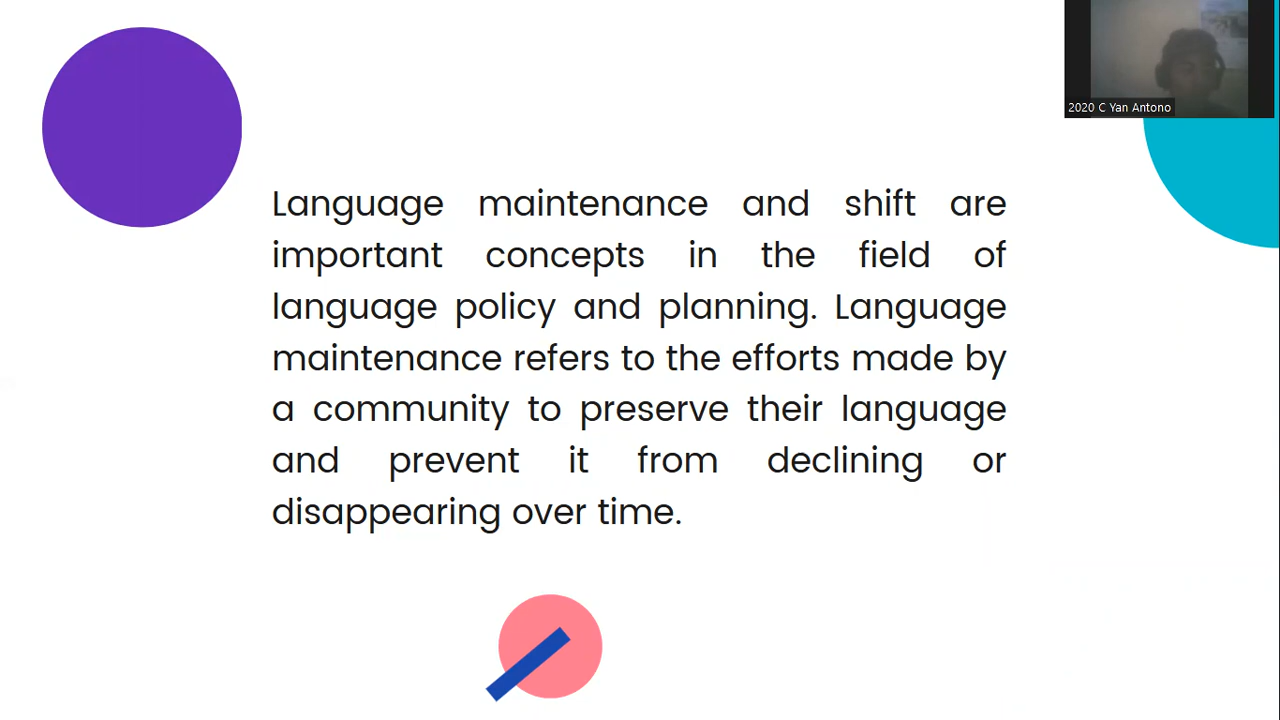 2020 C Yan Antono
Language maintenance and shift are
important concepts in the field of
language policy and planning. Language
maintenance refers to the efforts made by
a community to preserve their language
and prevent it from declining or
disappearing over time.